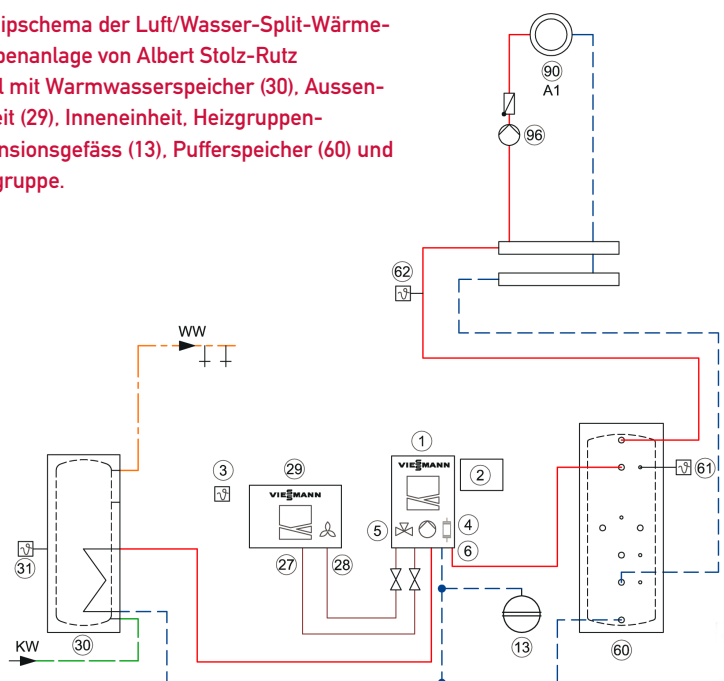 ipschema der Luft/Wasser-Split-Wärme-
penanlage von Albert Stolz-Rutz
l mit Warmwasserspeicher (30), Aussen-
eit (29), Inneneinheit, Heizgruppen-
nsionsgefäss (13), Pufferspeicher (60) und
gruppe.
90
A1
96
62
WW
1
VIESMANN
2
3
29
VIESMANN
61
5
4
6
27
28
31
30
KW
13
60